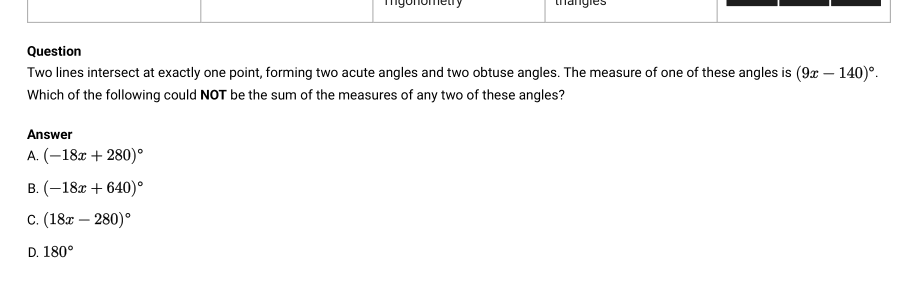 Trigonometry triangles
Question
Two lines intersect at exactly one point, forming two acute angles and two obtuse angles. The measure of one of these angles is (9x − 140)°.
Which of the following could NOT be the sum of the measures of any two of these angles?
Answer
A. (−18x + 280)°
B. (−18x + 640)°
C. (18x − 280)°
D. 180°